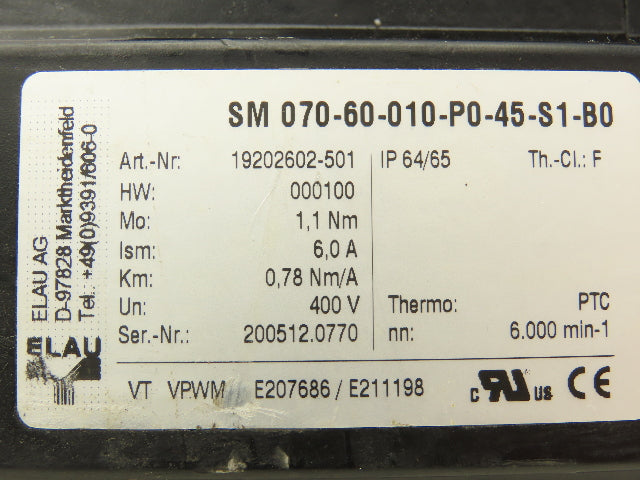 SM 070-60-010-P0-45-S1-B0
Art.-Nr: 19202602-501 IP 64/65 Th.-Cl.: F
HW: 000100
Mo: 1,1 Nm
Ism: 6,0 A
Km: 0,78 Nm/A
Un: 400 V Thermo: PTC
Ser.-Nr.: 200512.0770 nn: 6.000 min-1
VT VPWM E207686 / E211198 c RU us CE
ELAU AG
D-97828 Marktheidenfeld
Tel.: +49(0)9391/606-0
ELAU